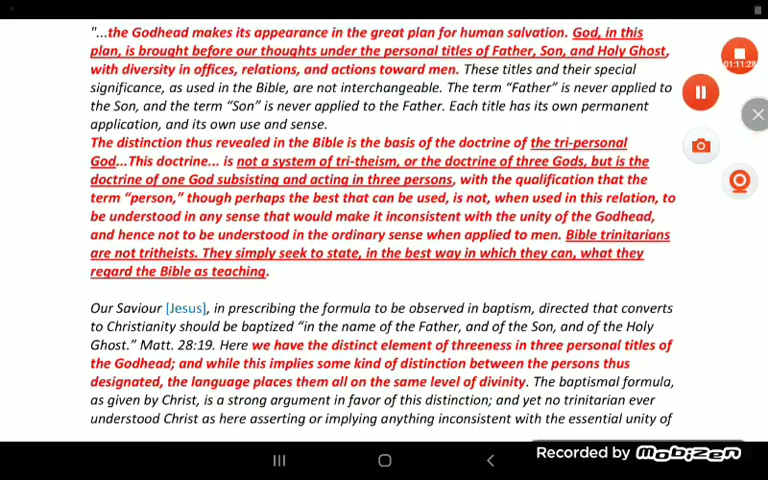 "...the Godhead makes its appearance in the great plan for human salvation. God, in this
plan, is brought before our thoughts under the personal titles of Father, Son, and Holy Ghost,
with diversity in offices, relations, and actions toward men. These titles and their special
significance, as used in the Bible, are not interchangeable. The term “Father” is never applied to
the Son, and the term “Son” is never applied to the Father. Each title has its own permanent
application, and its own use and sense.
The distinction thus revealed in the Bible is the basis of the doctrine of the tri-personal
God...This doctrine... is not a system of tri-theism, or the doctrine of three Gods, but is the
doctrine of one God subsisting and acting in three persons, with the qualification that the
term “person,” though perhaps the best that can be used, is not, when used in this relation, to
be understood in any sense that would make it inconsistent with the unity of the Godhead,
and hence not to be understood in the ordinary sense when applied to men. Bible trinitarians
are not tritheists. They simply seek to state, in the best way in which they can, what they
regard the Bible as teaching.
Our Saviour [Jesus], in prescribing the formula to be observed in baptism, directed that converts
to Christianity should be baptized “in the name of the Father, and of the Son, and of the Holy
Ghost.” Matt. 28:19. Here we have the distinct element of threeness in three personal titles of
the Godhead; and while this implies some kind of distinction between the persons thus
designated, the language places them all on the same level of divinity. The baptismal formula,
as given by Christ, is a strong argument in favor of this distinction; and yet no trinitarian ever
understood Christ as here asserting or implying anything inconsistent with the essential unity of
01:11:28
Recorded by mobizen